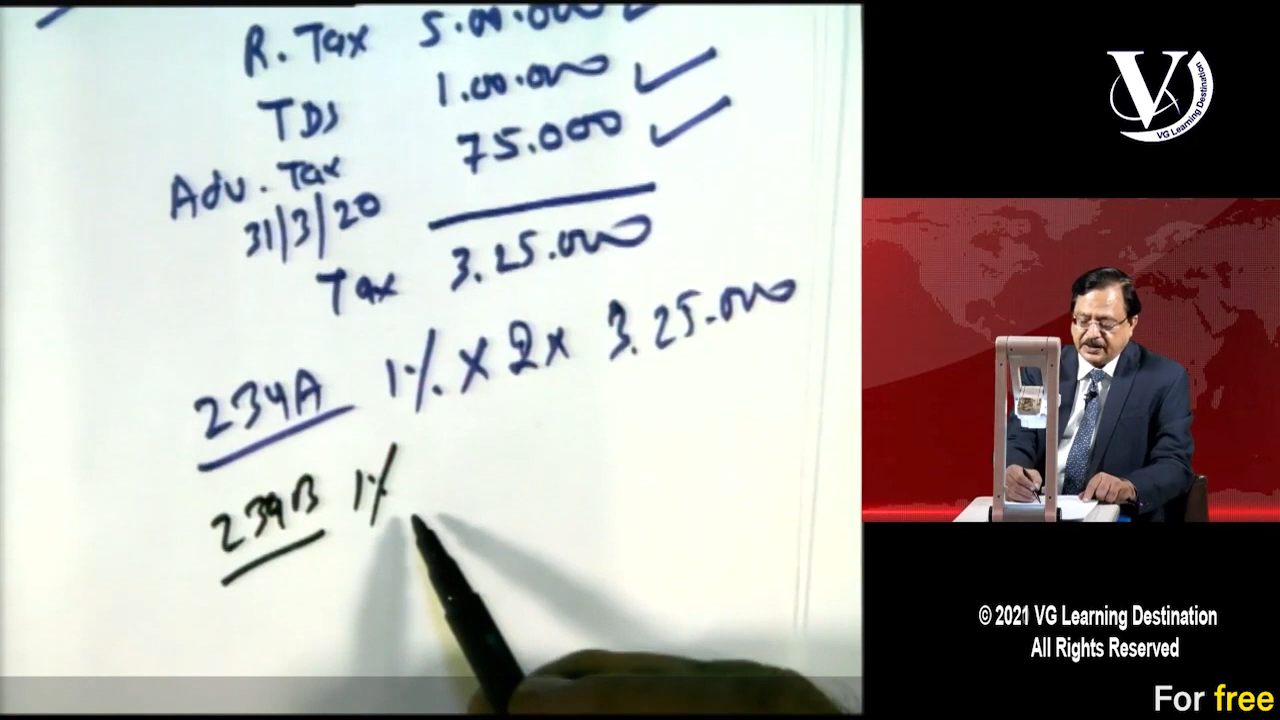 R. Tax 5.00.000
TDS 1.00.000
Adv. Tax 75.000
31/3/20
Tax 3.25.000
234A 1% × 2 × 3.25.000
234B 1%
V
VG Learning Destination
© 2021 VG Learning Destination
All Rights Reserved
For free